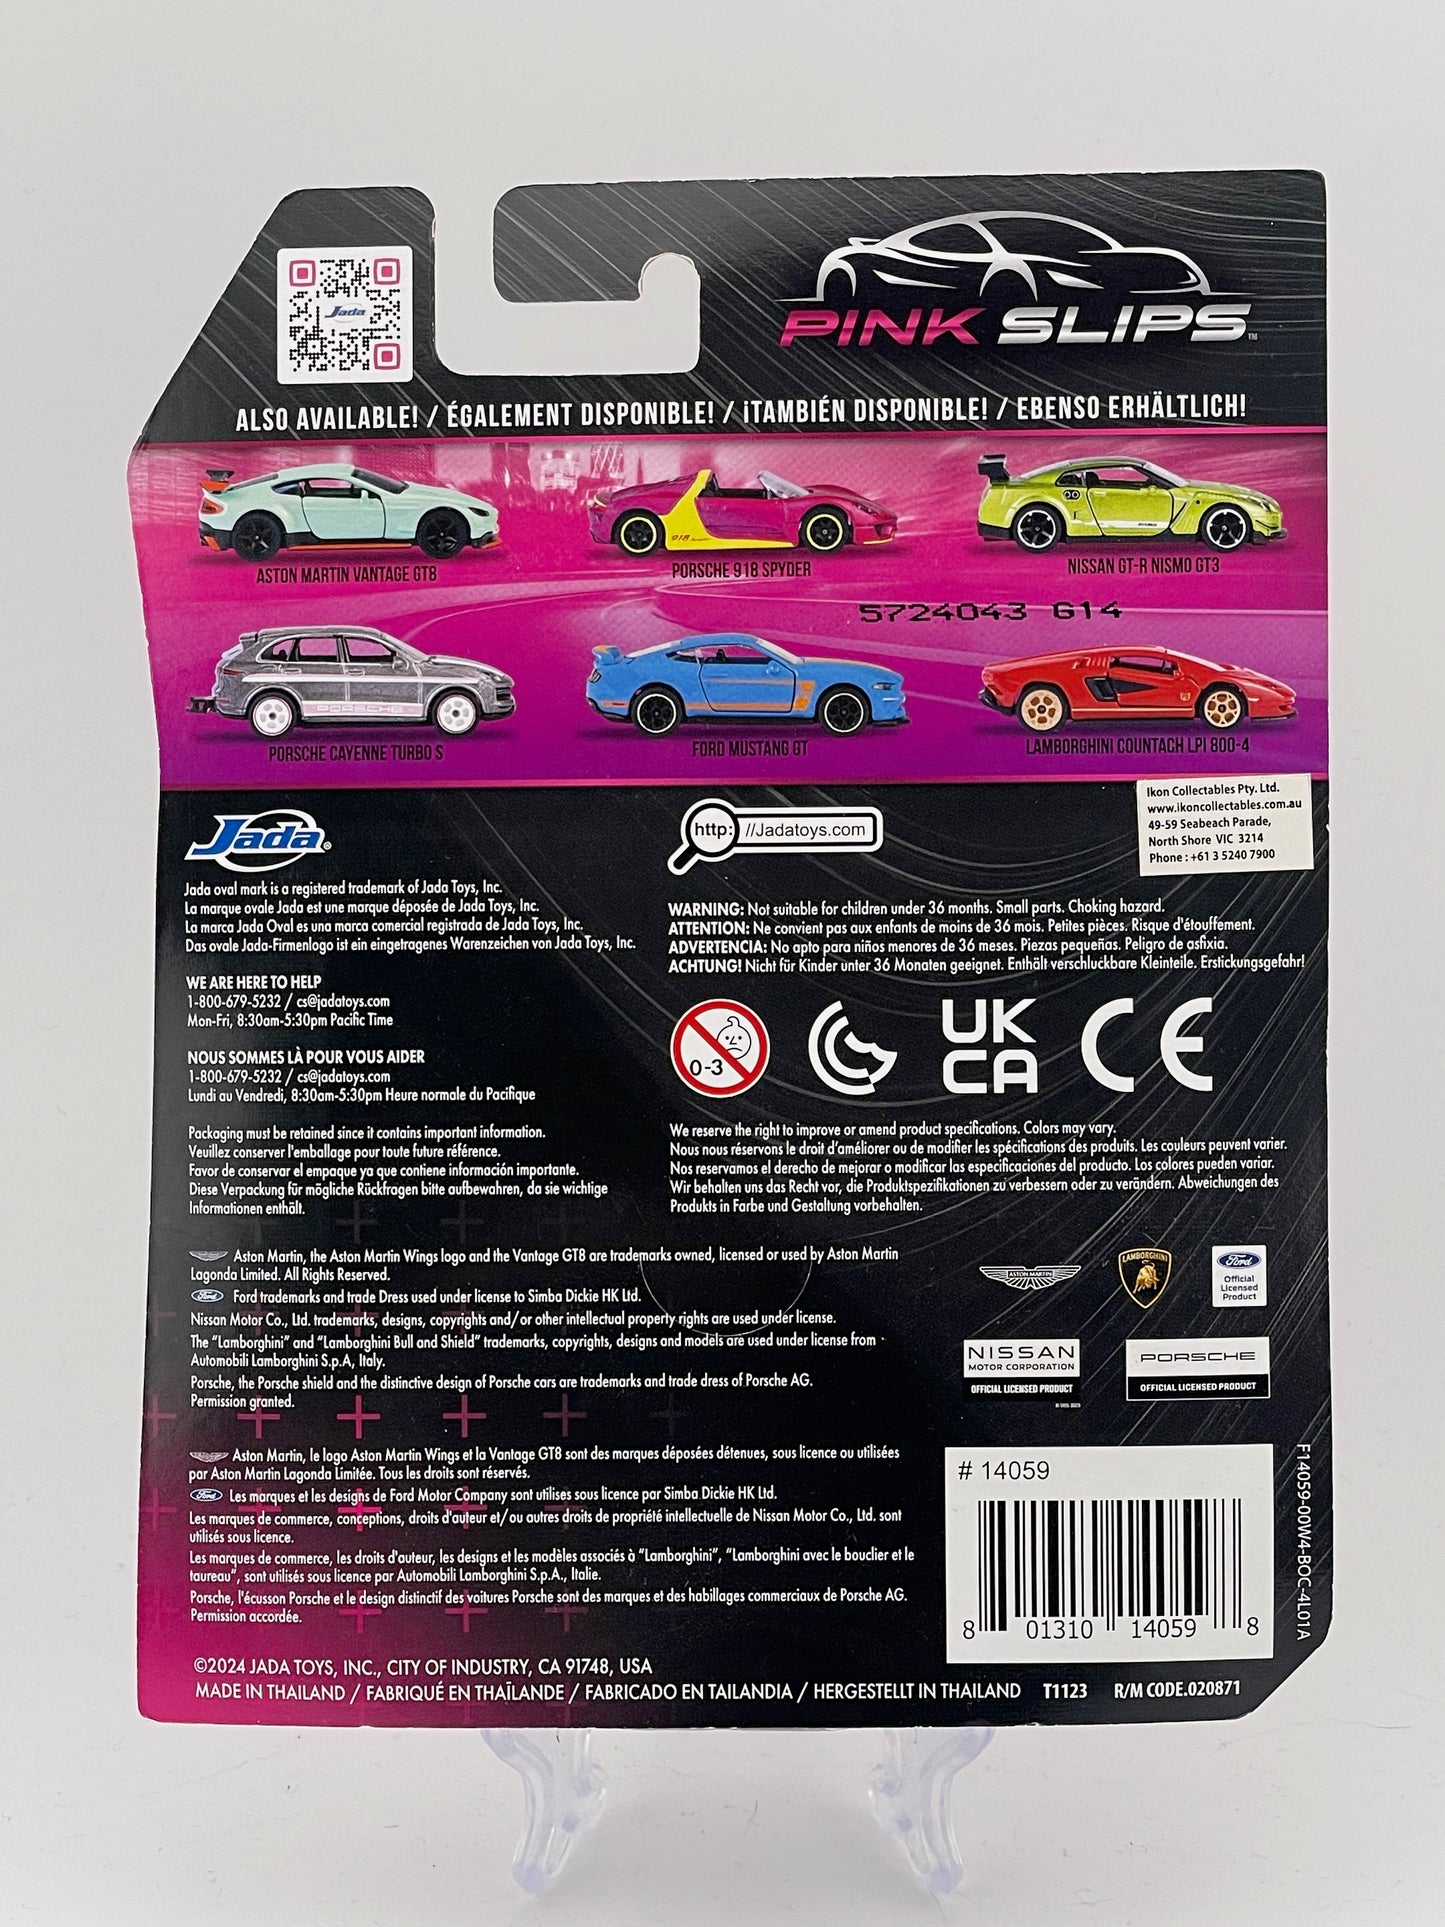 Jada
PINK SLIPS™
ALSO AVAILABLE! / ÉGALEMENT DISPONIBLE! / ¡TAMBIÉN DISPONIBLE! / EBENSO ERHÄLTLICH!
918
ASTON MARTIN VANTAGE GT8
PORSCHE 918 SPYDER
NISSAN GT-R NISMO GT3
5724043 G14
PORSCHE
PORSCHE CAYENNE TURBO S
FORD MUSTANG GT
LAMBORGHINI COUNTACH LPI 800-4
Ikon Collectables Pty. Ltd.
www.ikoncollectables.com.au
49-59 Seabeach Parade,
North Shore VIC 3214
Phone : +61 3 5240 7900
Jada®
http: //Jadatoys.com
Jada oval mark is a registered trademark of Jada Toys, Inc.
La marque ovale Jada est une marque déposée de Jada Toys, Inc.
La marca Jada Oval es una marca comercial registrada de Jada Toys, Inc.
Das ovale Jada-Firmenlogo ist ein eingetragenes Warenzeichen von Jada Toys, Inc.
WARNING: Not suitable for children under 36 months. Small parts. Choking hazard.
ATTENTION: Ne convient pas aux enfants de moins de 36 mois. Petites pièces. Risque d'étouffement.
ADVERTENCIA: No apto para niños menores de 36 meses. Piezas pequeñas. Peligro de asfixia.
ACHTUNG! Nicht für Kinder unter 36 Monaten geeignet. Enthält verschluckbare Kleinteile. Erstickungsgefahr!
WE ARE HERE TO HELP
1-800-679-5232 / cs@jadatoys.com
Mon-Fri, 8:30am-5:30pm Pacific Time
NOUS SOMMES LÀ POUR VOUS AIDER
1-800-679-5232 / cs@jadatoys.com
Lundi au Vendredi, 8:30am-5:30pm Heure normale du Pacifique
0-3
UK
CA
CE
Packaging must be retained since it contains important information.
Veuillez conserver l'emballage pour toute future référence.
Favor de conservar el empaque ya que contiene información importante.
Diese Verpackung für mögliche Rückfragen bitte aufbewahren, da sie wichtige
Informationen enthält.
We reserve the right to improve or amend product specifications. Colors may vary.
Nous nous réservons le droit d'améliorer ou de modifier les spécifications des produits. Les couleurs peuvent varier.
Nos reservamos el derecho de mejorar o modificar las especificaciones del producto. Los colores pueden variar.
Wir behalten uns das Recht vor, die Produktspezifikationen zu verbessern oder zu verändern. Abweichungen des
Produkts in Farbe und Gestaltung vorbehalten.
Aston Martin, the Aston Martin Wings logo and the Vantage GT8 are trademarks owned, licensed or used by Aston Martin
Lagonda Limited. All Rights Reserved.
Ford Ford trademarks and trade Dress used under license to Simba Dickie HK Ltd.
Nissan Motor Co., Ltd. trademarks, designs, copyrights and/or other intellectual property rights are used under license.
The "Lamborghini" and "Lamborghini Bull and Shield" trademarks, copyrights, designs and models are used under license from
Automobili Lamborghini S.p.A, Italy.
Porsche, the Porsche shield and the distinctive design of Porsche cars are trademarks and trade dress of Porsche AG.
Permission granted.
ASTON MARTIN
LAMBORGHINI
Ford
Official
Licensed
Product
NISSAN
MOTOR CORPORATION
OFFICIAL LICENSED PRODUCT
PORSCHE
OFFICIAL LICENSED PRODUCT
Aston Martin, le logo Aston Martin Wings et la Vantage GT8 sont des marques déposées détenues, sous licence ou utilisées
par Aston Martin Lagonda Limitée. Tous les droits sont réservés.
Ford Les marques et les designs de Ford Motor Company sont utilises sous licence par Simba Dickie HK Ltd.
Les marques de commerce, conceptions, droits d'auteur et/ou autres droits de propriété intellectuelle de Nissan Motor Co., Ltd. sont
utilisés sous licence.
Les marques de commerce, les droits d'auteur, les designs et les modèles associés à "Lamborghini", "Lamborghini avec le bouclier et le
taureau", sont utilisés sous licence par Automobili Lamborghini S.p.A., Italie.
Porsche, l'écusson Porsche et le design distinctif des voitures Porsche sont des marques et des habillages commerciaux de Porsche AG.
Permission accordée.
# 14059
8 01310 14059 8
F14059-00W4-BOC-4L01A
©2024 JADA TOYS, INC., CITY OF INDUSTRY, CA 91748, USA
MADE IN THAILAND / FABRIQUÉ EN THAÏLANDE / FABRICADO EN TAILANDIA / HERGESTELLT IN THAILAND T1123 R/M CODE.020871